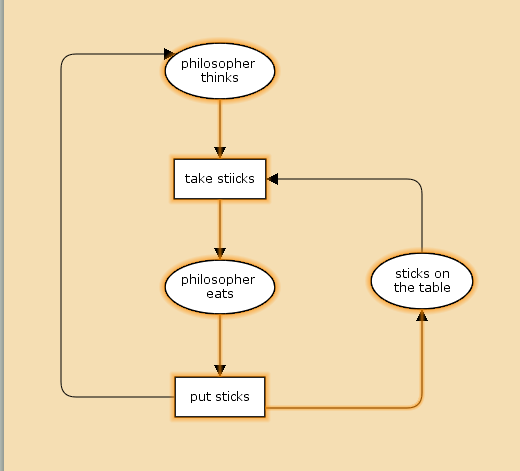 philosopher
thinks
take stiicks
philosopher
eats
sticks on
the table
put sticks